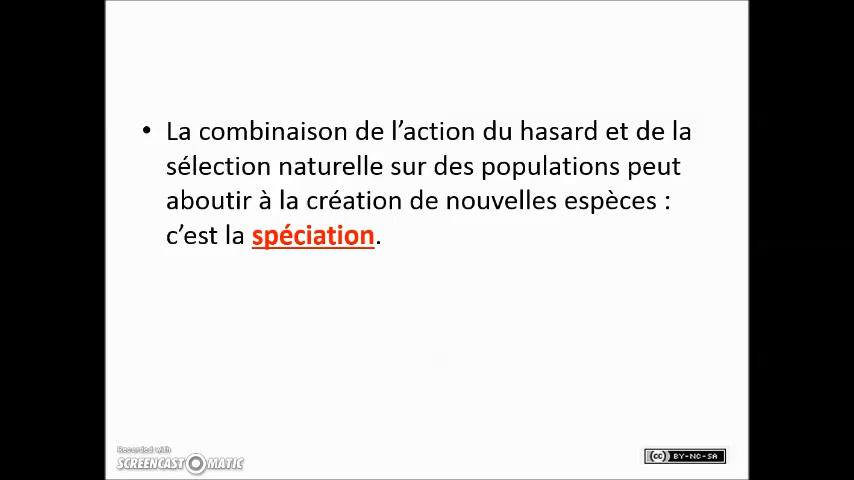 • La combinaison de l’action du hasard et de la
sélection naturelle sur des populations peut
aboutir à la création de nouvelles espèces :
c’est la spéciation.
Recorded with
SCREENCAST-O-MATIC
(cc) BY-NC-SA